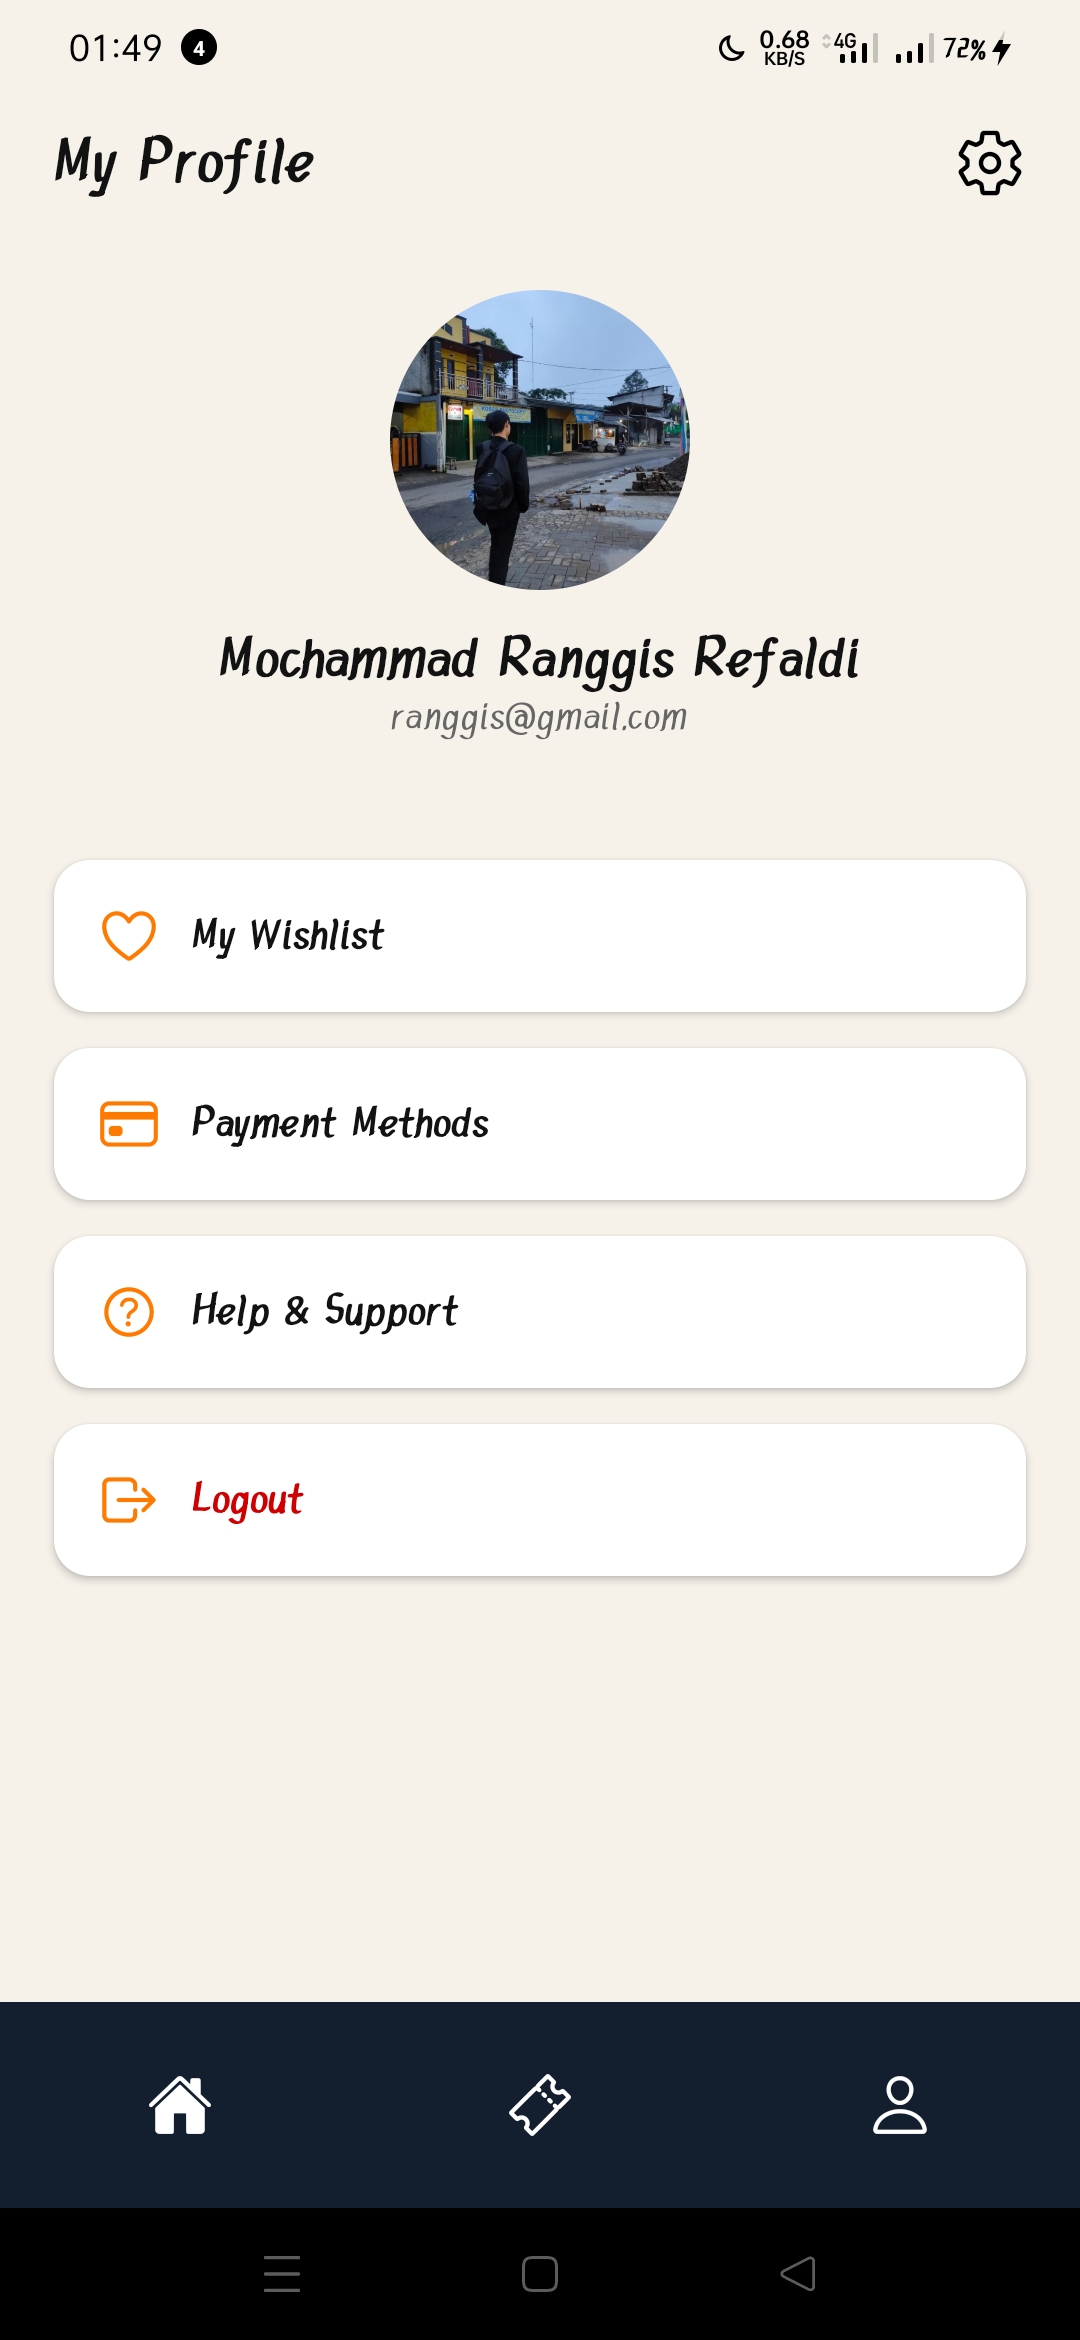 01:49 4 0.68 KB/S 4G 72%
My Profile
Mochammad Ranggis Refaldi
ranggis@gmail.com
My Wishlist
Payment Methods
Help & Support
Logout